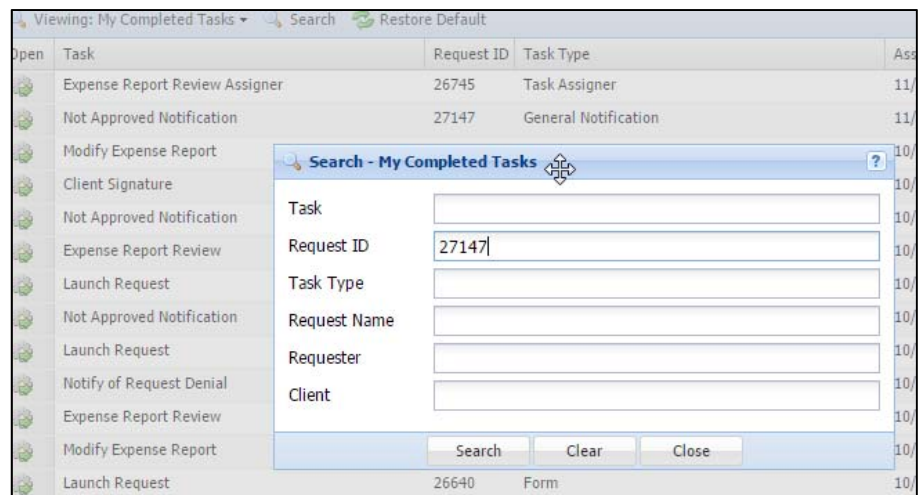 Viewing: My Completed Tasks Search Restore Default
Open Task Request ID Task Type Ass
Expense Report Review Assigner 26745 Task Assigner 11/
Not Approved Notification 27147 General Notification 11/
Modify Expense Report 10/
Search - My Completed Tasks ?
Client Signature 10/
Task
Not Approved Notification 10/
Request ID 27147
Expense Report Review 10/
Launch Request 10/
Task Type
Not Approved Notification 10/
Request Name
Launch Request 10/
Requester
Notify of Request Denial 10/
Client
Expense Report Review 10/
Modify Expense Report 10/
Search Clear Close
Launch Request 26640 Form 10/